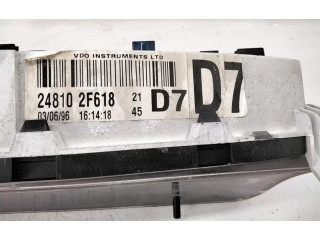 VDO INSTRUMENTS LTD
24810 2F618 21 D7 D7
03/06/96 16:14:18 45